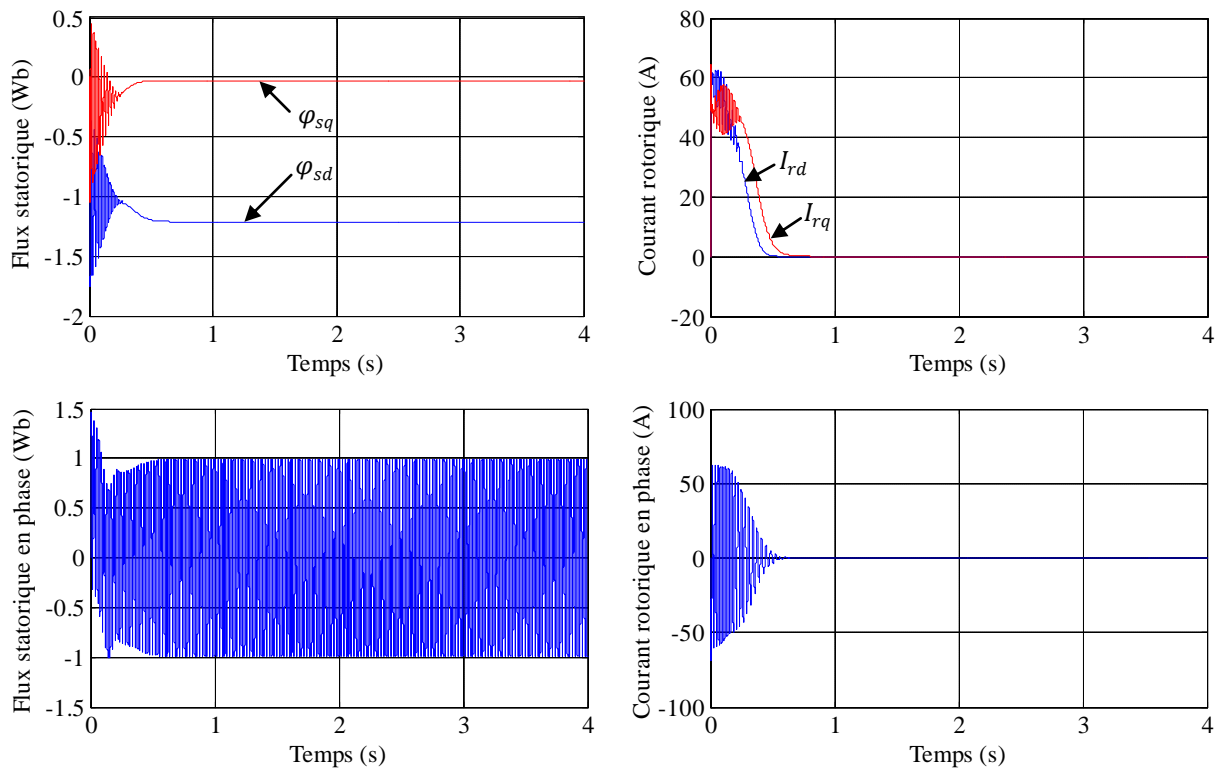 Flux statorique (Wb)
0.5
0
-0.5
-1
-1.5
-2
φsq
φsd
0 1 2 3 4
Temps (s)
Courant rotorique (A)
80
60
40
20
0
-20
Ird
Irq
0 1 2 3 4
Temps (s)
Flux statorique en phase (Wb)
1.5
1
0.5
0
-0.5
-1
-1.5
0 1 2 3 4
Temps (s)
Courant rotorique en phase (A)
100
50
0
-50
-100
0 1 2 3 4
Temps (s)